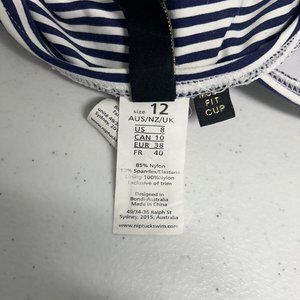 size 12
AUS/NZ/UK
US 8
CAN 10
EUR 38
FR 40
85% Nylon
15% Spandex/Elastane
Lining 100%Nylon
Exclusive of trim
Designed in
Bondi-Australia
Made in China
49/34-36 Ralph St
Sydney, 2015, Australia
www.niptuckswim.com
FIT
CUP